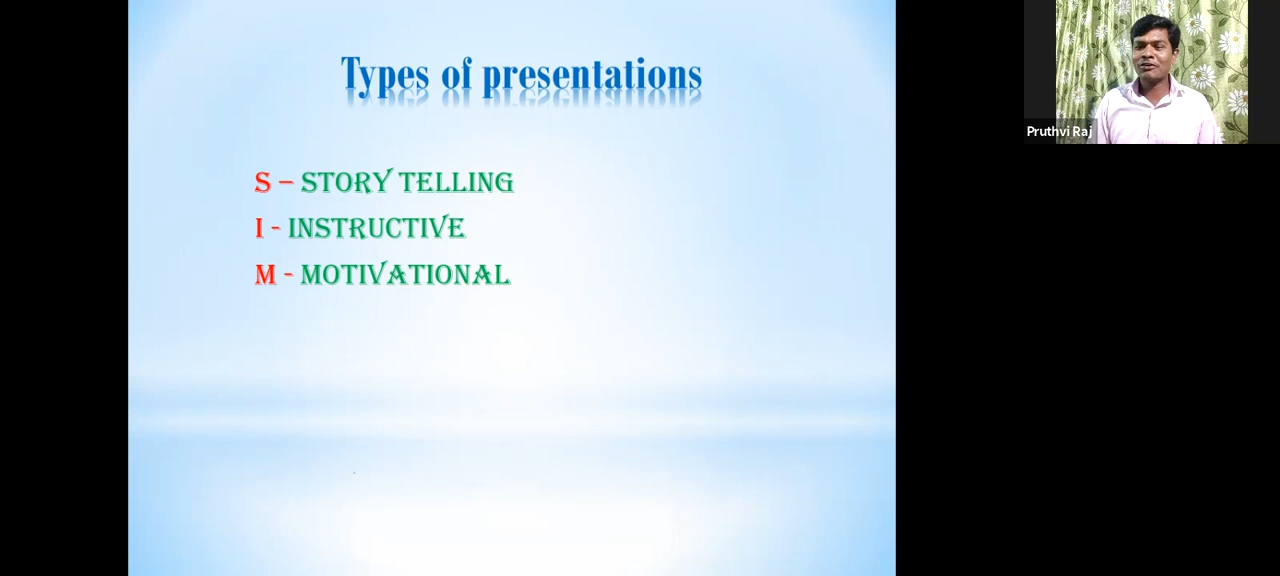 Types of presentations
S – STORY TELLING
I - INSTRUCTIVE
M - MOTIVATIONAL
Pruthvi Raj